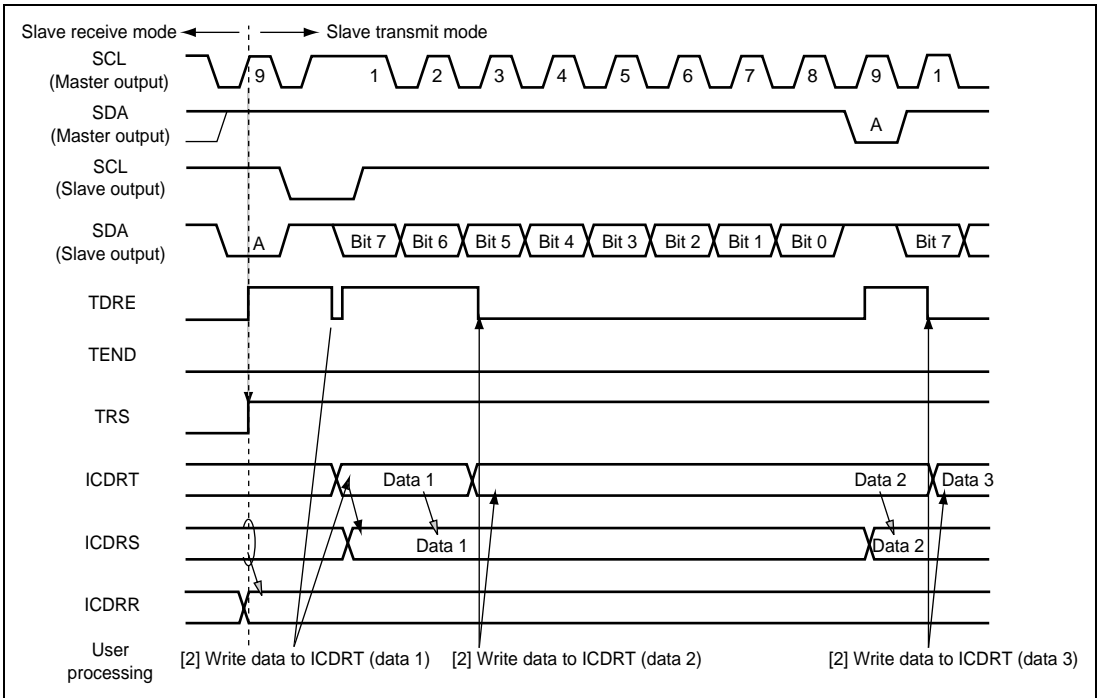 Slave receive mode Slave transmit mode
SCL
(Master output)
9 1 2 3 4 5 6 7 8 9 1
SDA
(Master output)
A
SCL
(Slave output)
SDA
(Slave output)
A Bit 7 Bit 6 Bit 5 Bit 4 Bit 3 Bit 2 Bit 1 Bit 0 Bit 7
TDRE
TEND
TRS
ICDRT
Data 1 Data 2 Data 3
ICDRS
Data 1 Data 2
ICDRR
User
processing
[2] Write data to ICDRT (data 1) [2] Write data to ICDRT (data 2) [2] Write data to ICDRT (data 3)